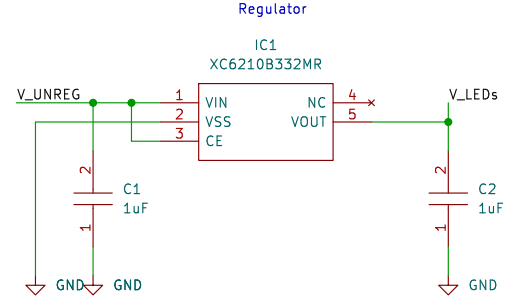 Regulator
IC1
XC6210B332MR
V_UNREG
1
VIN
NC
4
V_LEDs
2
VSS
VOUT
5
3
CE
2
C1
1uF
1
2
C2
1uF
1
GND
GND
GND